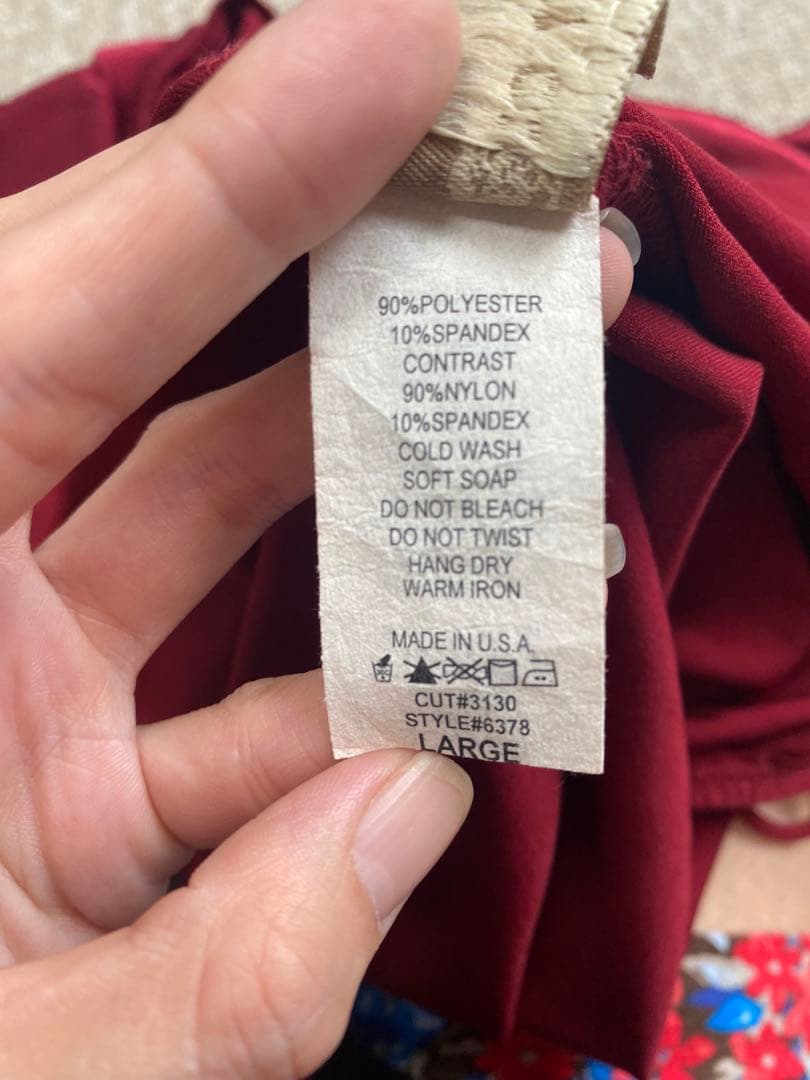 90%POLYESTER
10%SPANDEX
CONTRAST
90%NYLON
10%SPANDEX
COLD WASH
SOFT SOAP
DO NOT BLEACH
DO NOT TWIST
HANG DRY
WARM IRON
MADE IN U.S.A.
CUT#3130
STYLE#6378
LARGE